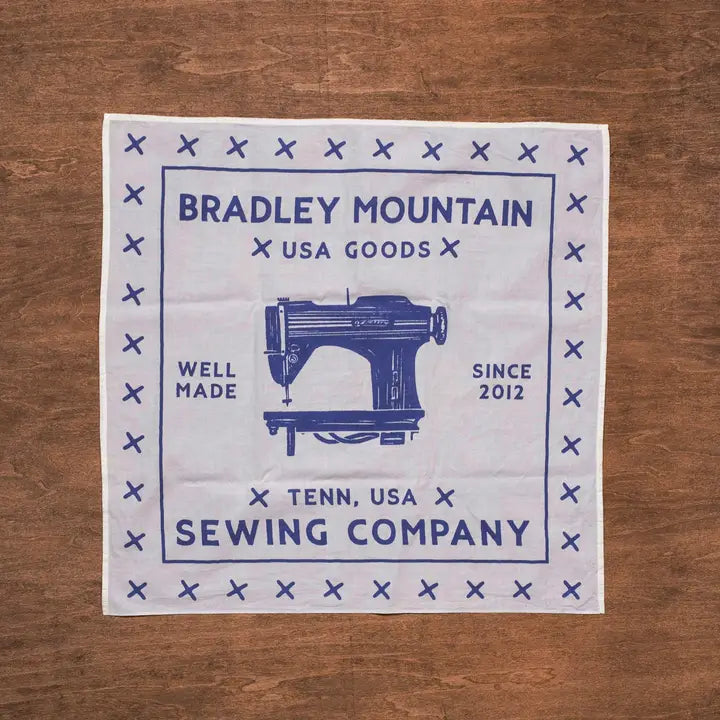 BRADLEY MOUNTAIN
USA GOODS
WELL MADE
SINCE 2012
TENN, USA
SEWING COMPANY